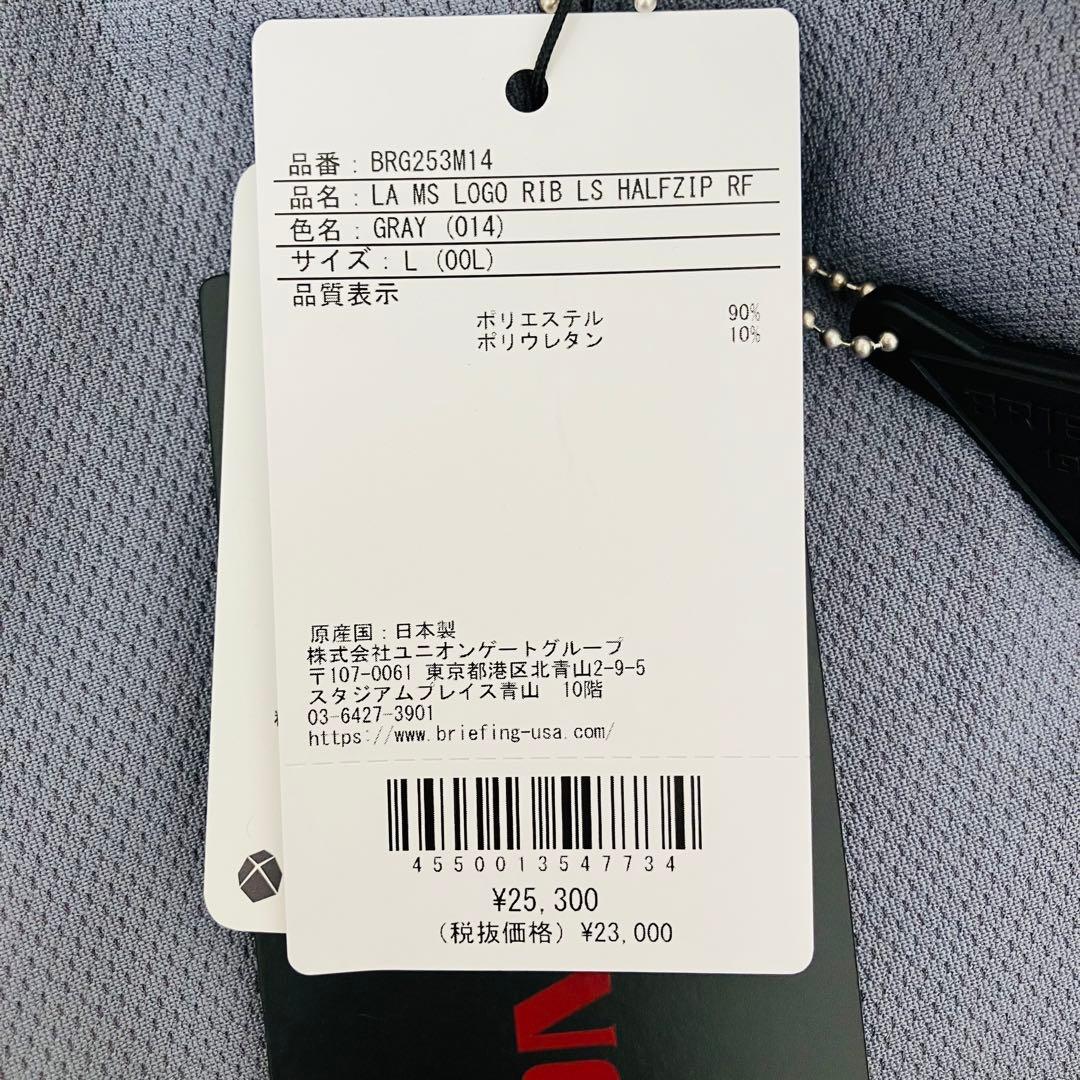 品番：BRG253M14
品名：LA MS LOGO RIB LS HALFZIP RF
色名：GRAY (014)
サイズ：L (00L)
品質表示
ポリエステル 90%
ポリウレタン 10%
原産国：日本製
株式会社ユニオンゲートグループ
〒107-0061 東京都港区北青山2-9-5
スタジアムプレイス青山　10階
03-6427-3901
https://www.briefing-usa.com/
4550013547734
¥25,300
(税抜価格) ¥23,000